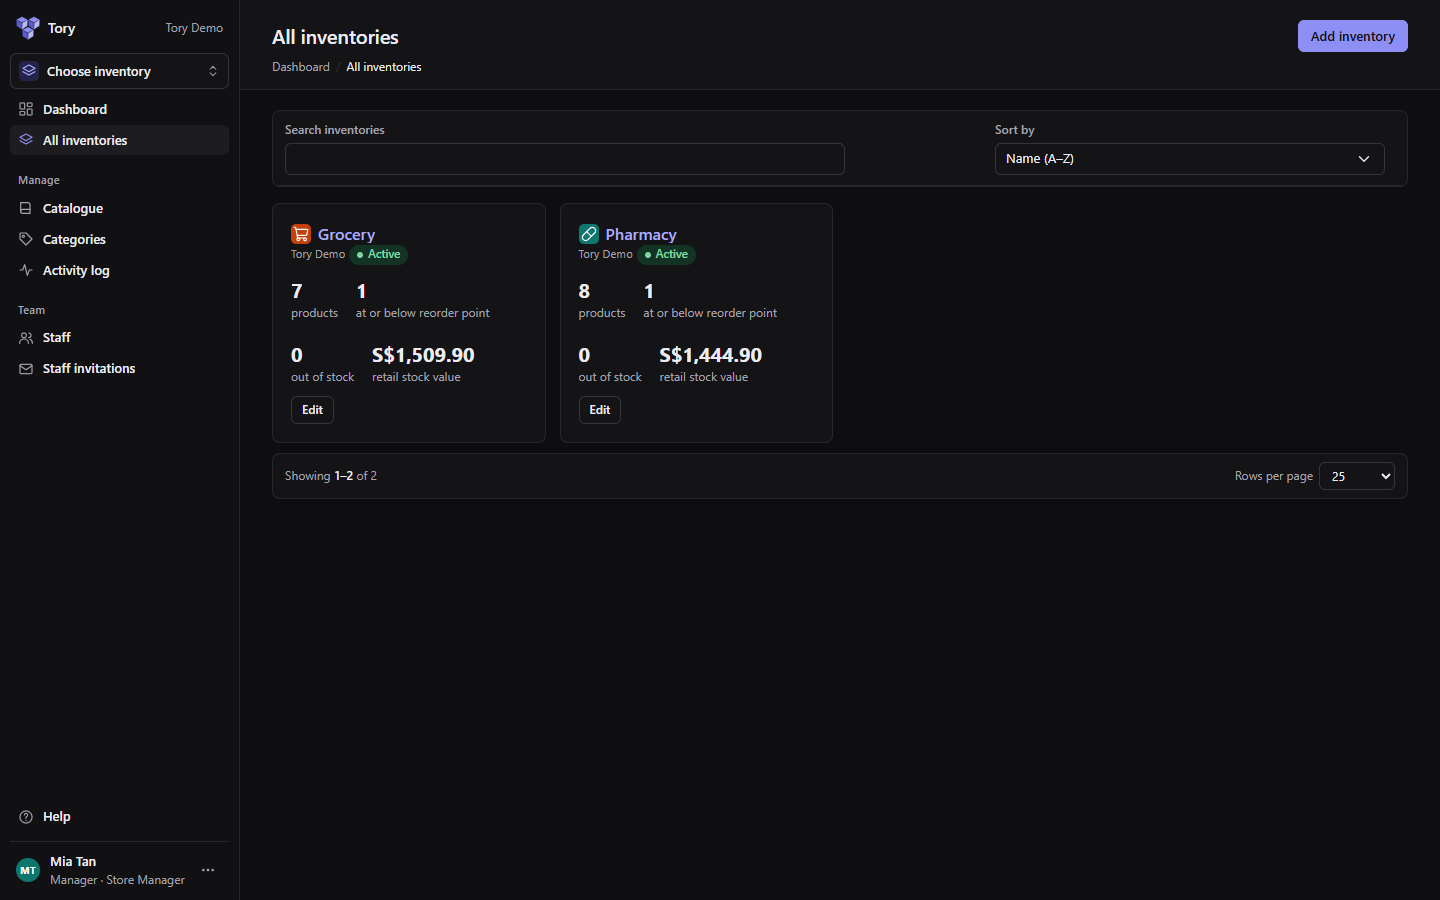 Tory
Tory Demo
Choose inventory
Dashboard
All inventories
Manage
Catalogue
Categories
Activity log
Team
Staff
Staff invitations
Help
MT
Mia Tan
Manager · Store Manager
All inventories
Dashboard / All inventories
Add inventory
Search inventories
Sort by
Name (A–Z)
Grocery
Tory Demo Active
7 1
products at or below reorder point
0 S$1,509.90
out of stock retail stock value
Edit
Pharmacy
Tory Demo Active
8 1
products at or below reorder point
0 S$1,444.90
out of stock retail stock value
Edit
Showing 1–2 of 2
Rows per page 25